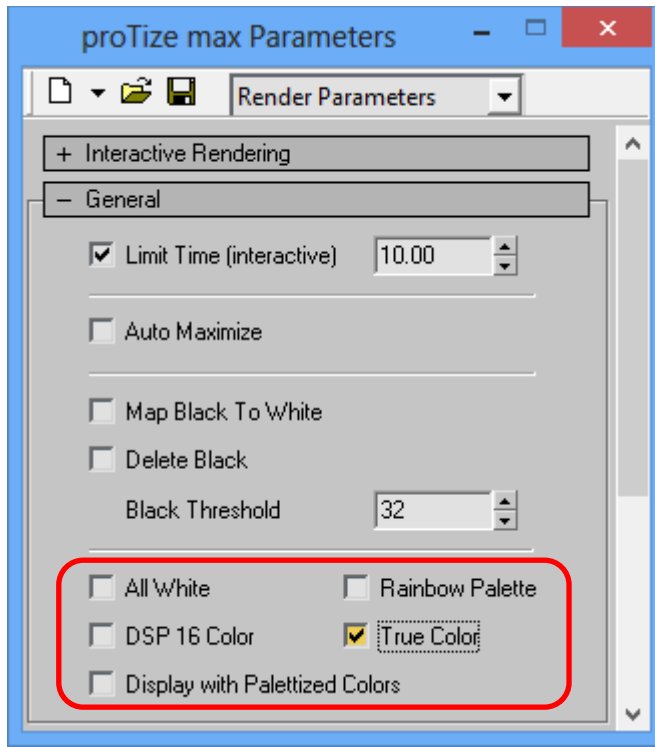 proTize max Parameters
Render Parameters
+ Interactive Rendering
− General
Limit Time (interactive) 10.00
Auto Maximize
Map Black To White
Delete Black
Black Threshold 32
All White Rainbow Palette
DSP 16 Color True Color
Display with Palettized Colors